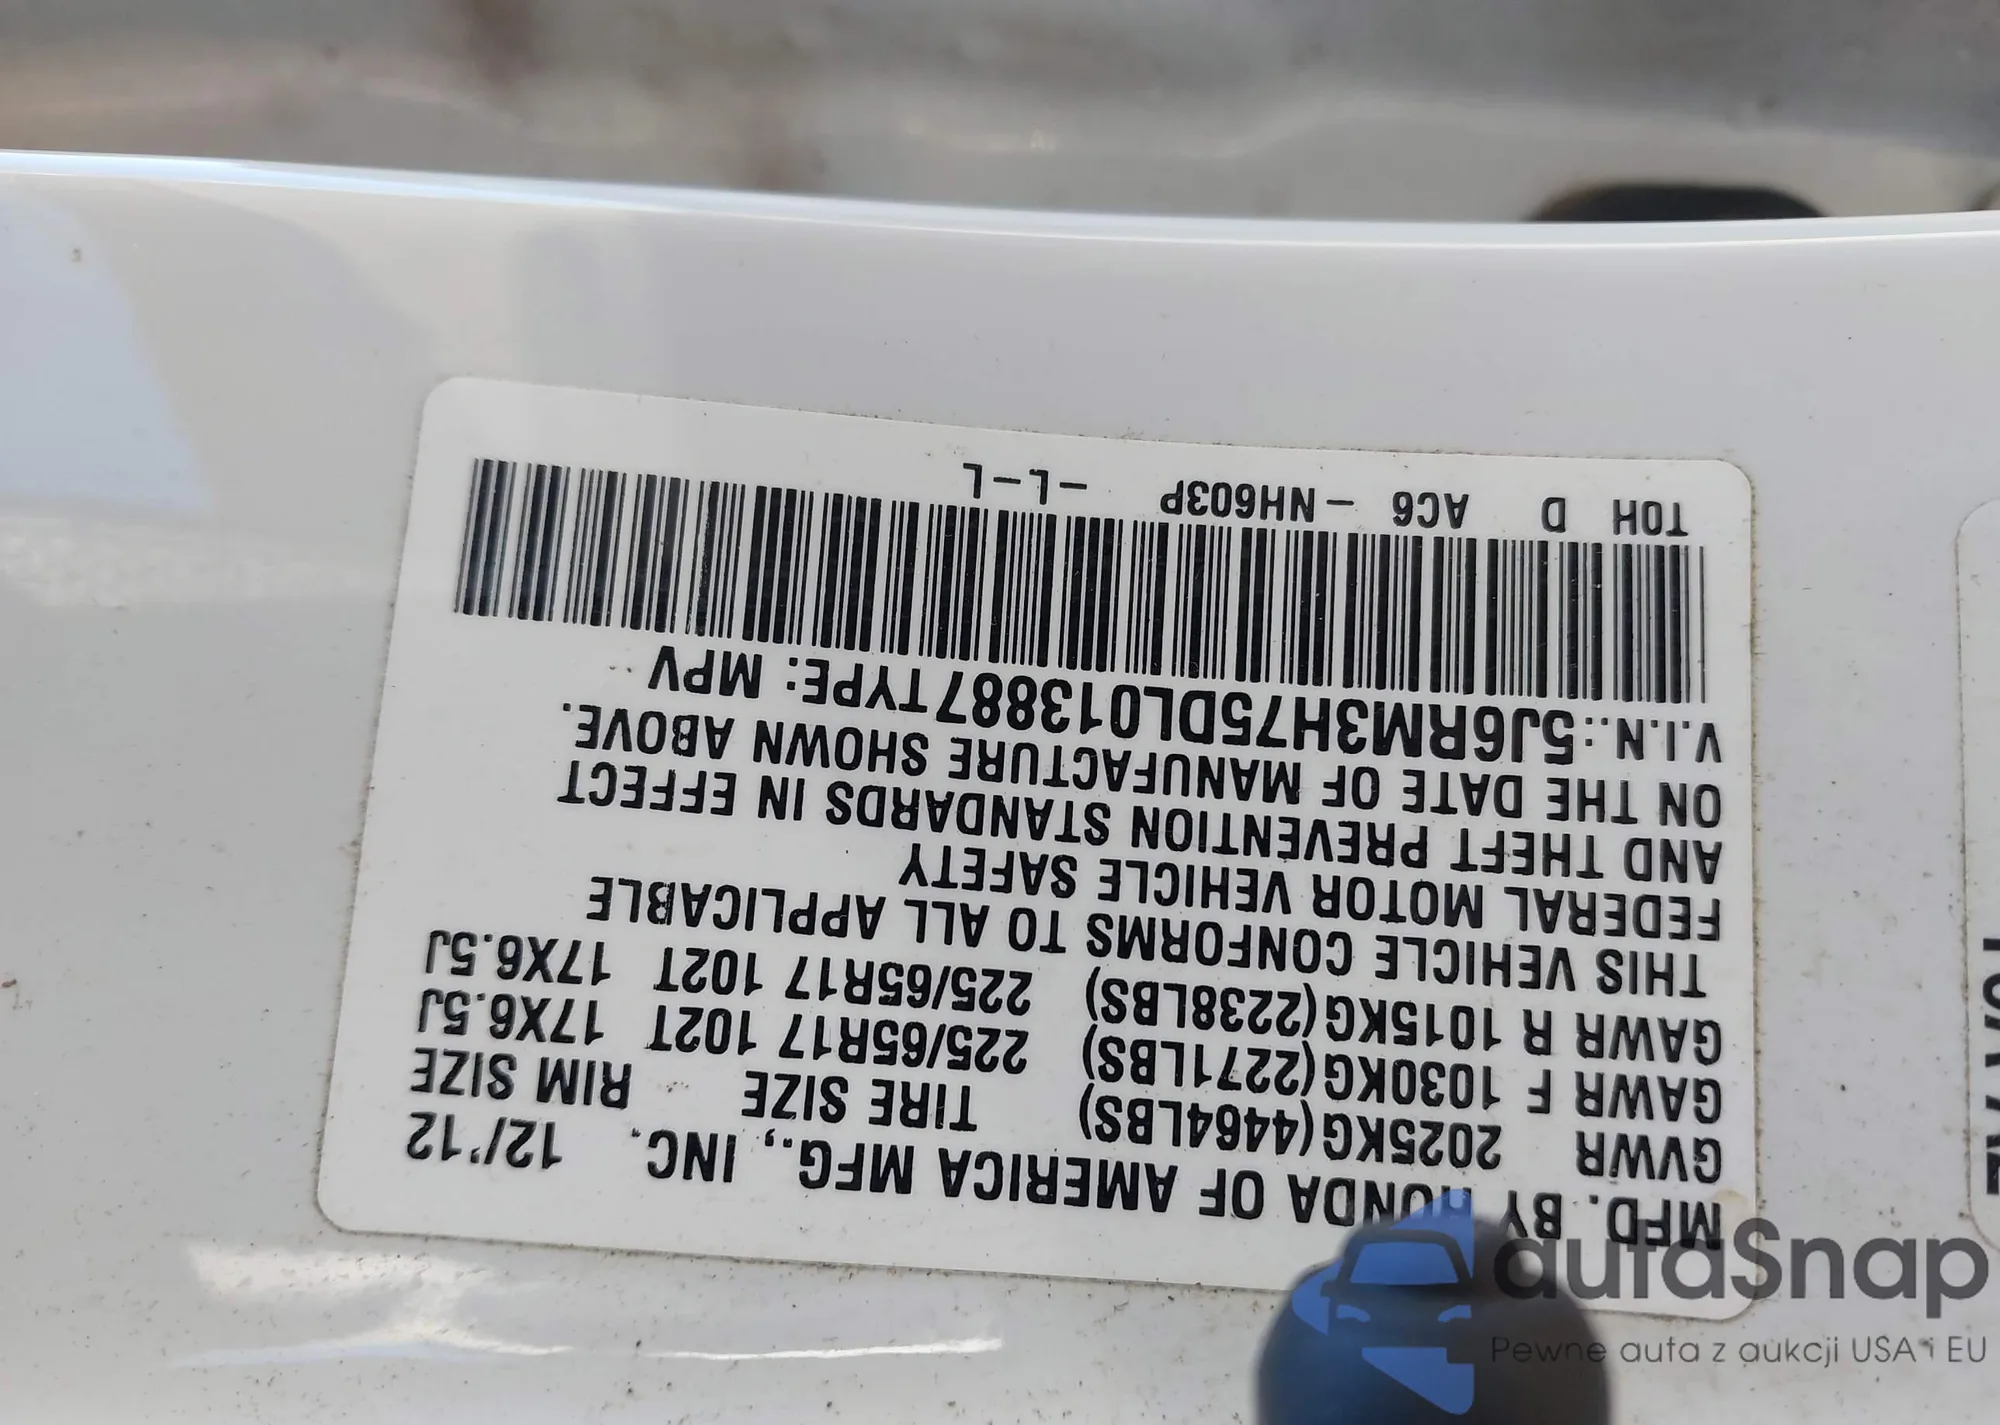 MFD. BY HONDA OF AMERICA MFG., INC. 12/'12
GVWR 2025KG(4464LBS) TIRE SIZE RIM SIZE
GAWR F 1030KG(2271LBS) 225/65R17 102T 17X6.5J
GAWR R 1015KG(2238LBS) 225/65R17 102T 17X6.5J
THIS VEHICLE CONFORMS TO ALL APPLICABLE
FEDERAL MOTOR VEHICLE SAFETY
AND THEFT PREVENTION STANDARDS IN EFFECT
ON THE DATE OF MANUFACTURE SHOWN ABOVE.
V.I.N.:5J6RM3H75DL013887TYPE: MPV
T0H D AC6 -NH603P -L-L
autaSnap
Pewne auta z aukcji USA i EU